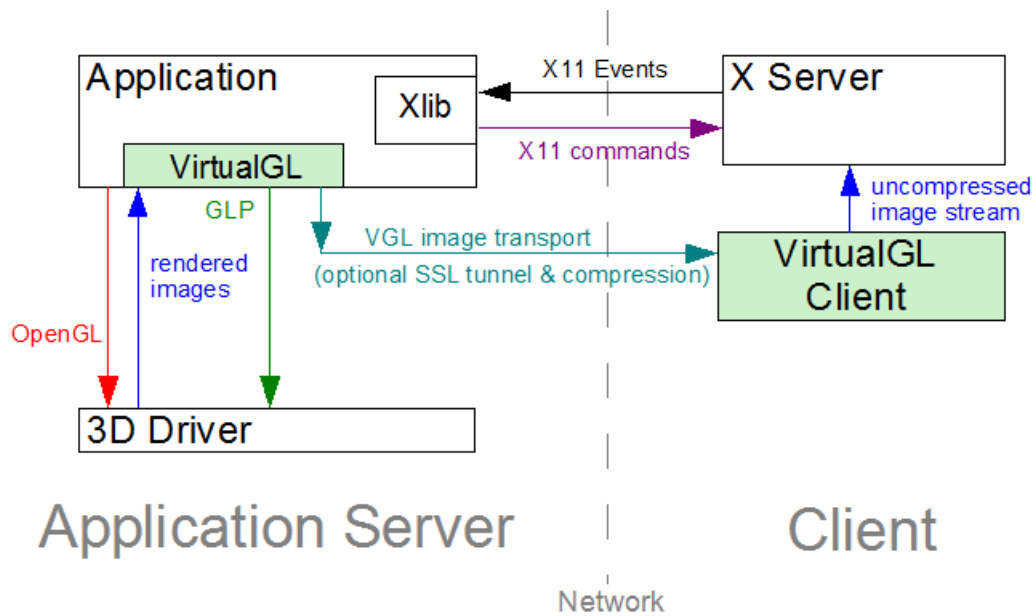 Application
Xlib
VirtualGL
X11 Events
X11 commands
X Server
GLP
rendered
images
OpenGL
VGL image transport
(optional SSL tunnel & compression)
uncompressed
image stream
VirtualGL
Client
3D Driver
Application Server
Client
Network